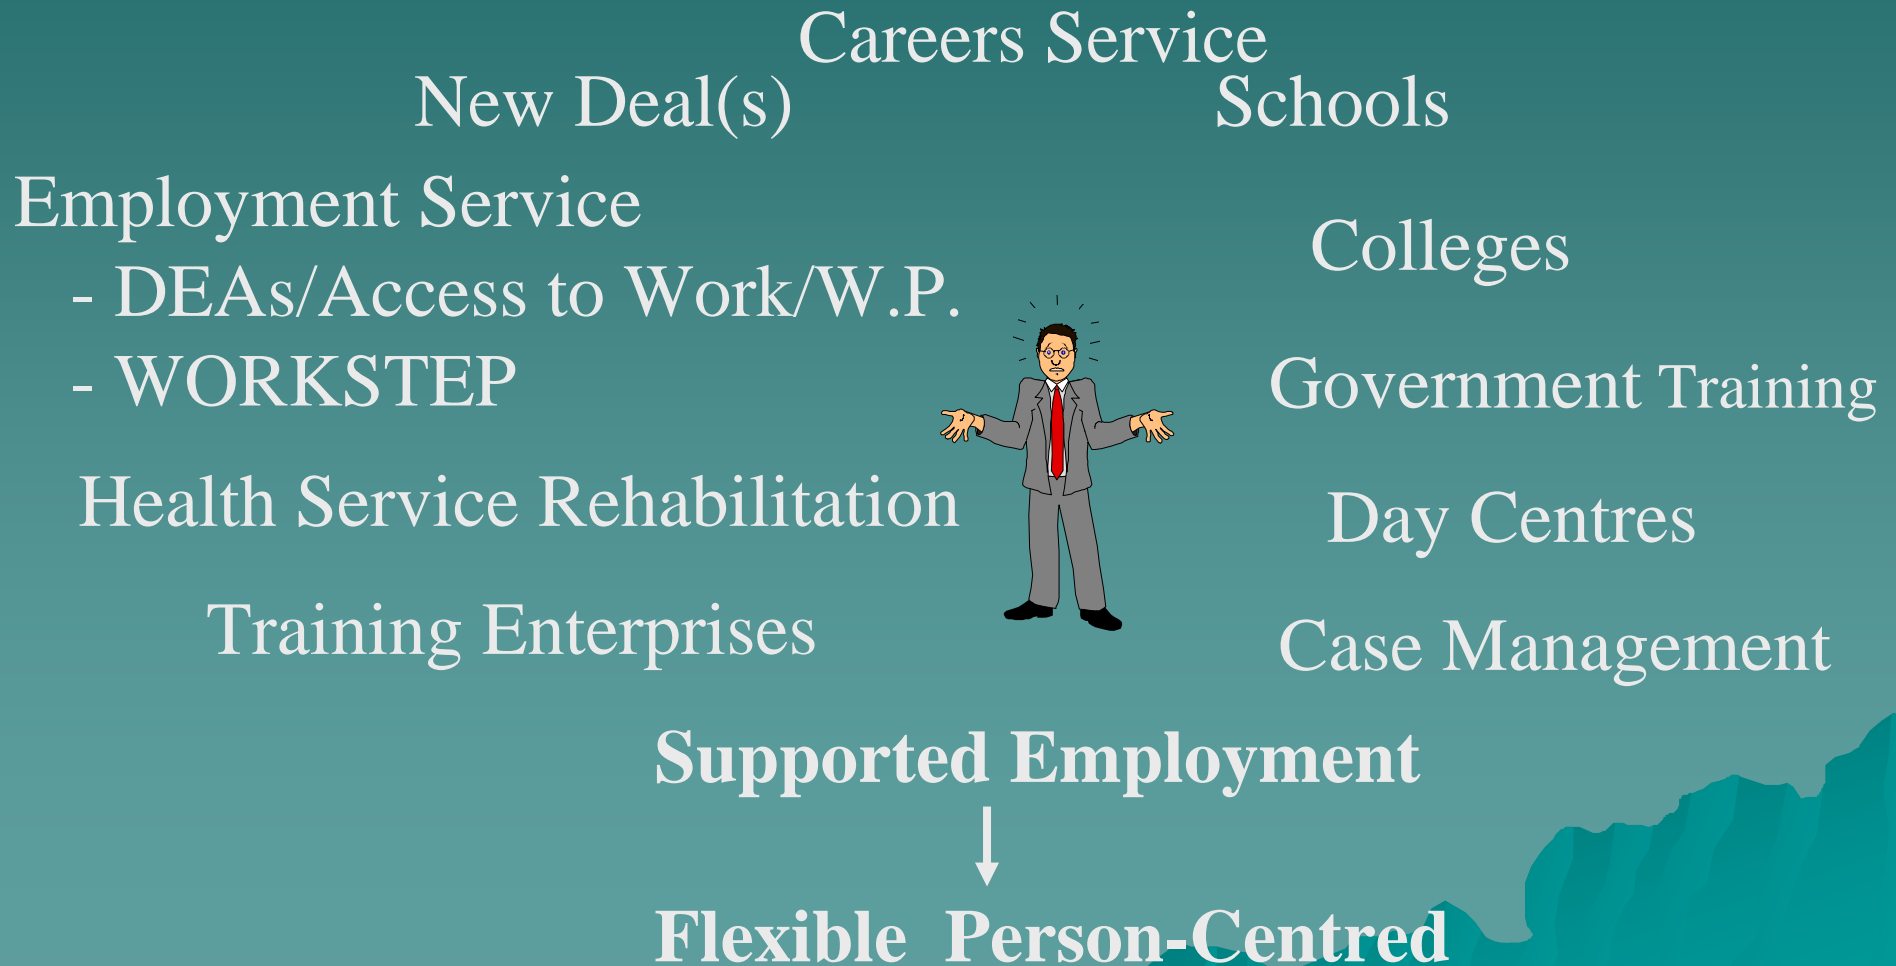 Careers Service
New Deal(s)
Schools
Employment Service
- DEAs/Access to Work/W.P.
- WORKSTEP
Colleges
Government Training
Health Service Rehabilitation
Day Centres
Training Enterprises
Case Management
Supported Employment
Flexible Person-Centred